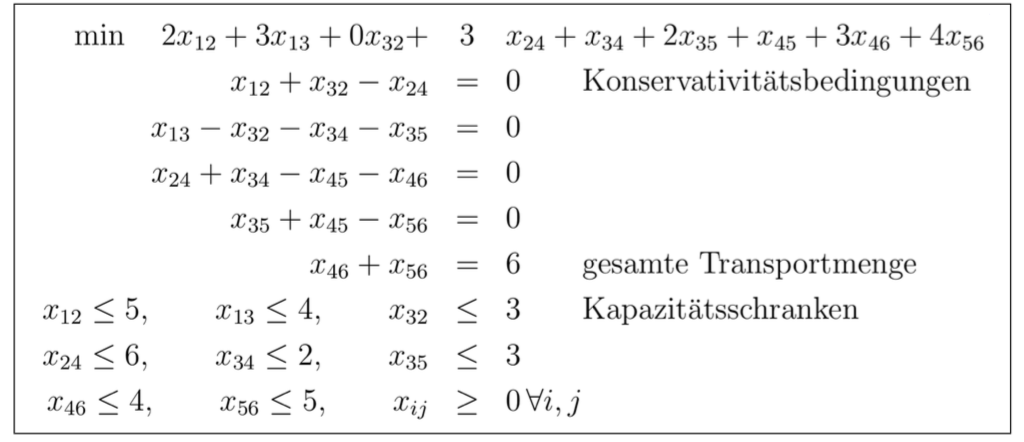 min 2x₁₂ + 3x₁₃ + 0x₃₂+ 3 x₂₄ + x₃₄ + 2x₃₅ + x₄₅ + 3x₄₆ + 4x₅₆
x₁₂ + x₃₂ − x₂₄ = 0 Konservativitätsbedingungen
x₁₃ − x₃₂ − x₃₄ − x₃₅ = 0
x₂₄ + x₃₄ − x₄₅ − x₄₆ = 0
x₃₅ + x₄₅ − x₅₆ = 0
x₄₆ + x₅₆ = 6 gesamte Transportmenge
x₁₂ ≤ 5, x₁₃ ≤ 4, x₃₂ ≤ 3 Kapazitätsschranken
x₂₄ ≤ 6, x₃₄ ≤ 2, x₃₅ ≤ 3
x₄₆ ≤ 4, x₅₆ ≤ 5, xᵢⱼ ≥ 0 ∀i, j